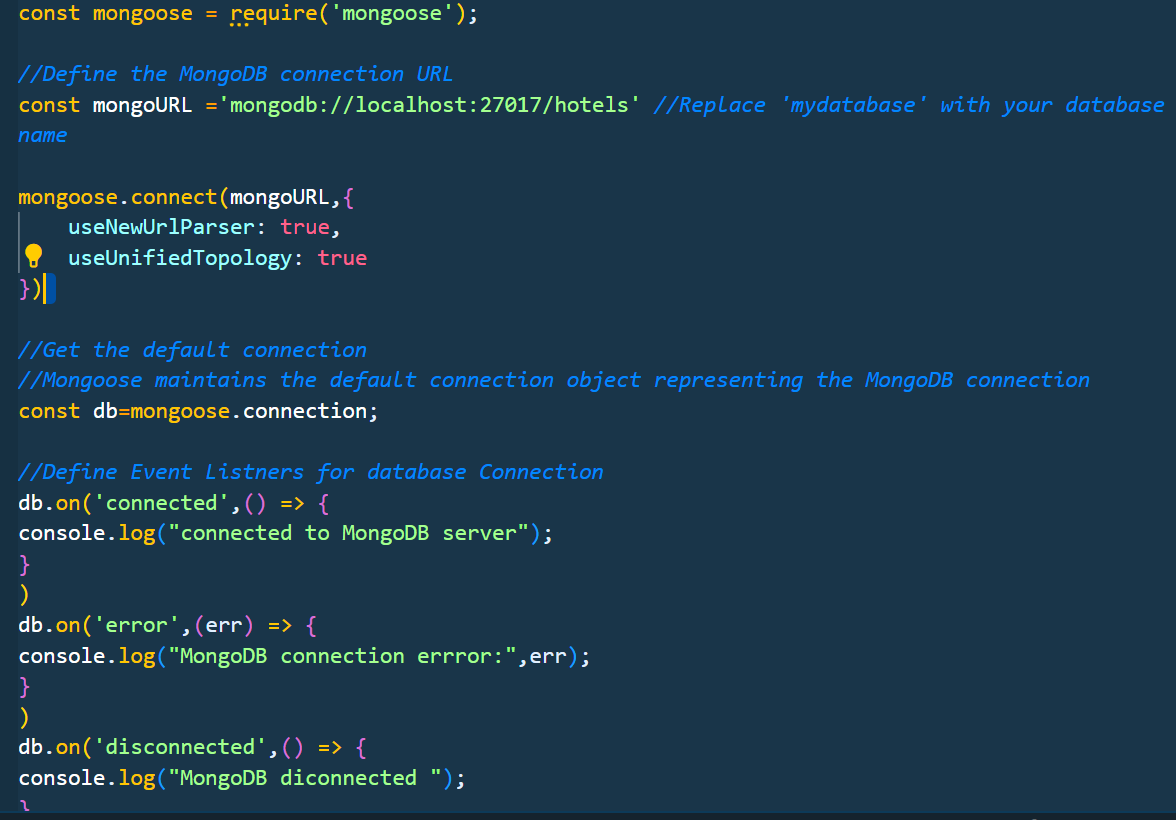 const mongoose = require('mongoose');
//Define the MongoDB connection URL
const mongoURL ='mongodb://localhost:27017/hotels' //Replace 'mydatabase' with your database
name
mongoose.connect(mongoURL,{
    useNewUrlParser: true,
    useUnifiedTopology: true
})
//Get the default connection
//Mongoose maintains the default connection object representing the MongoDB connection
const db=mongoose.connection;
//Define Event Listners for database Connection
db.on('connected',() => {
console.log("connected to MongoDB server");
}
)
db.on('error',(err) => {
console.log("MongoDB connection errror:",err);
}
)
db.on('disconnected',() => {
console.log("MongoDB diconnected ");
}